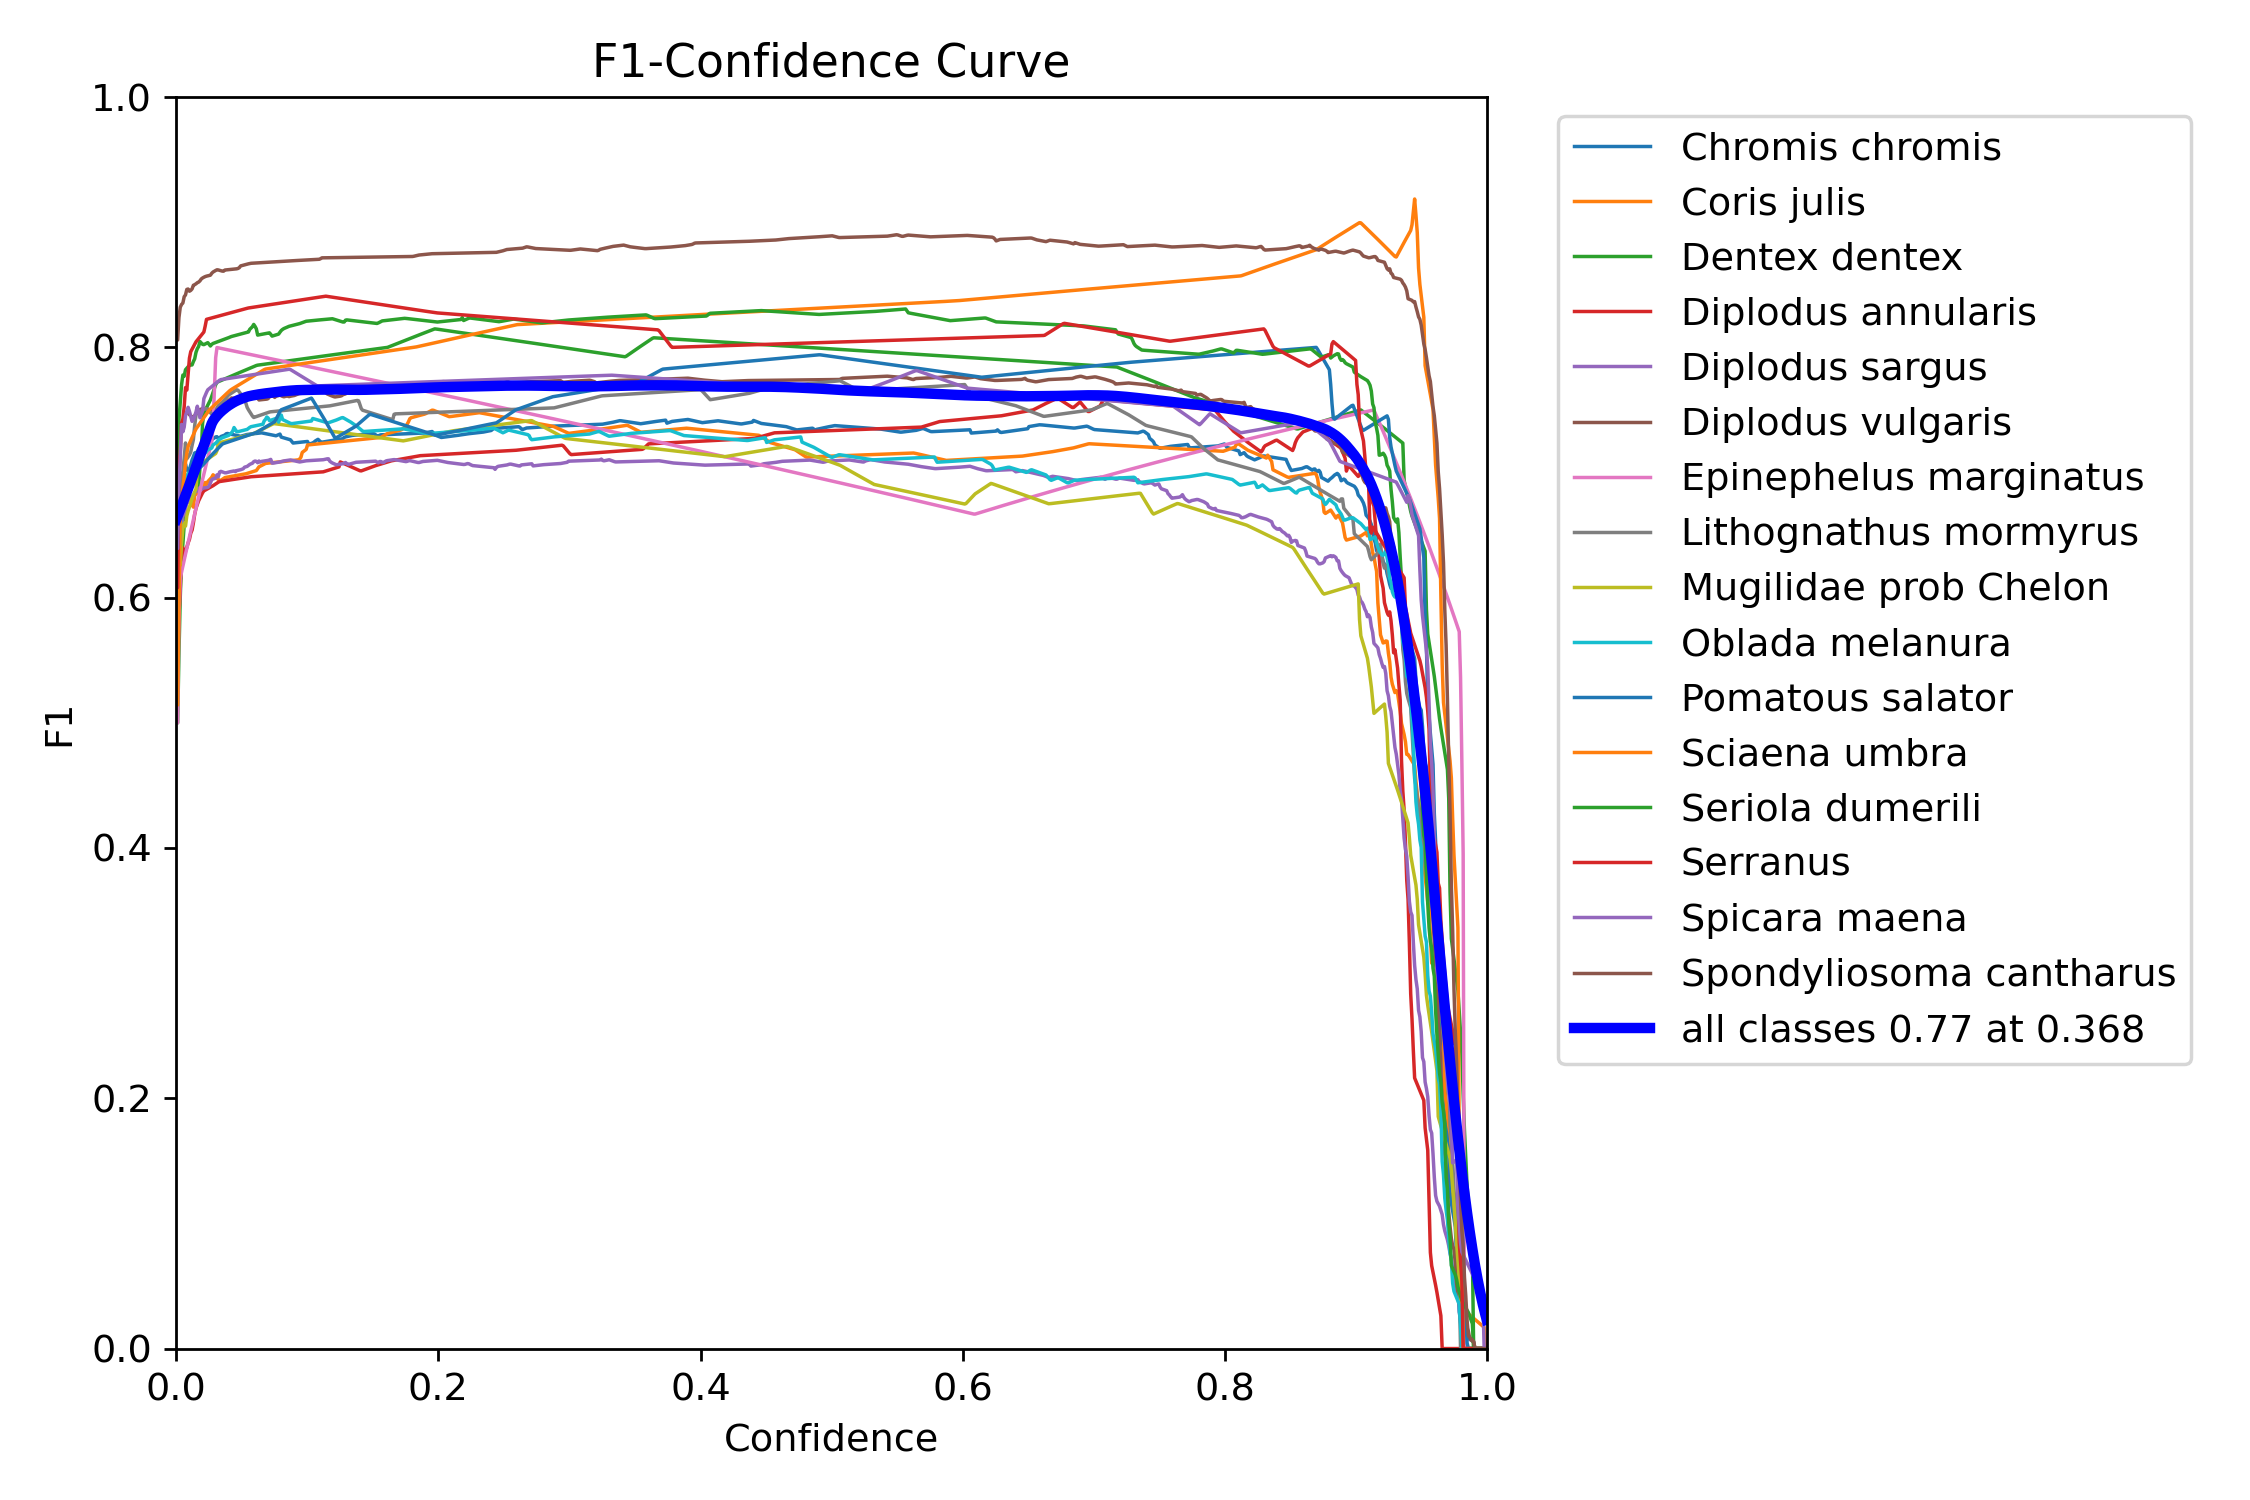 F1-Confidence Curve
1.0
0.8
0.6
0.4
0.2
0.0
F1
0.0 0.2 0.4 0.6 0.8 1.0
Confidence
Chromis chromis
Coris julis
Dentex dentex
Diplodus annularis
Diplodus sargus
Diplodus vulgaris
Epinephelus marginatus
Lithognathus mormyrus
Mugilidae prob Chelon
Oblada melanura
Pomatous salator
Sciaena umbra
Seriola dumerili
Serranus
Spicara maena
Spondyliosoma cantharus
all classes 0.77 at 0.368